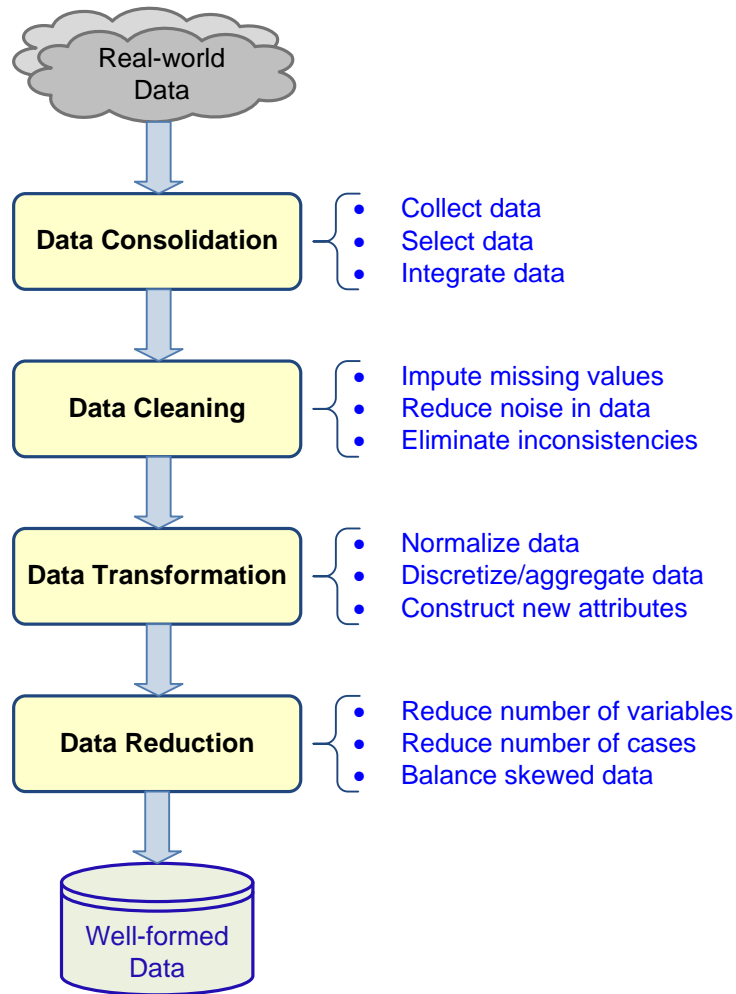 Real-world
Data
Data Consolidation
• Collect data
• Select data
• Integrate data
Data Cleaning
• Impute missing values
• Reduce noise in data
• Eliminate inconsistencies
Data Transformation
• Normalize data
• Discretize/aggregate data
• Construct new attributes
Data Reduction
• Reduce number of variables
• Reduce number of cases
• Balance skewed data
Well-formed
Data